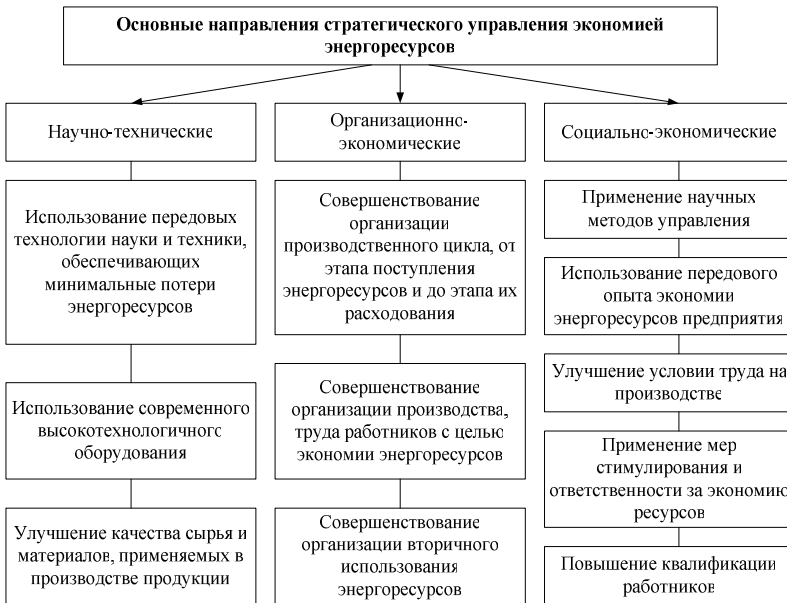 Основные направления стратегического управления экономией
энергоресурсов
Научно-технические
Использование передовых
технологии науки и техники,
обеспечивающих
минимальные потери
энергоресурсов
Использование современного
высокотехнологичного
оборудования
Улучшение качества сырья и
материалов, применяемых в
производстве продукции
Организационно-
экономические
Совершенствование
организации
производственного цикла, от
этапа поступления
энергоресурсов и до этапа их
расходования
Совершенствование
организации производства,
труда работников с целью
экономии энергоресурсов
Совершенствование
организации вторичного
использования
энергоресурсов
Социально-экономические
Применение научных
методов управления
Использование передового
опыта экономии
энергоресурсов предприятия
Улучшение условии труда на
производстве
Применение мер
стимулирования и
ответственности за экономию
ресурсов
Повышение квалификации
работников